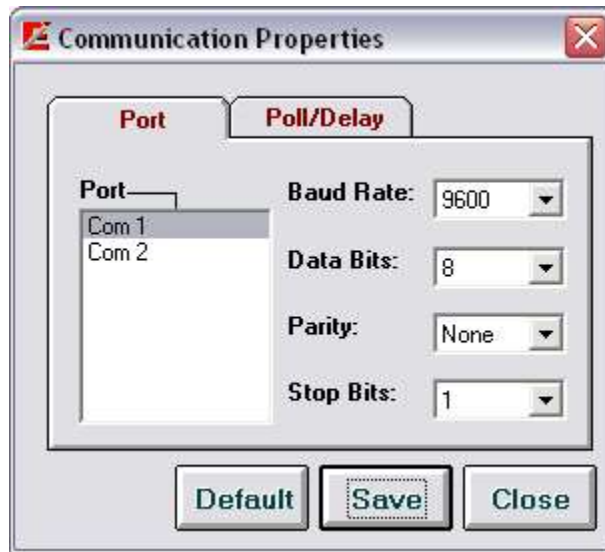 Communication Properties
Port Poll/Delay
Port
Com 1
Com 2
Baud Rate: 9600
Data Bits: 8
Parity: None
Stop Bits: 1
Default Save Close